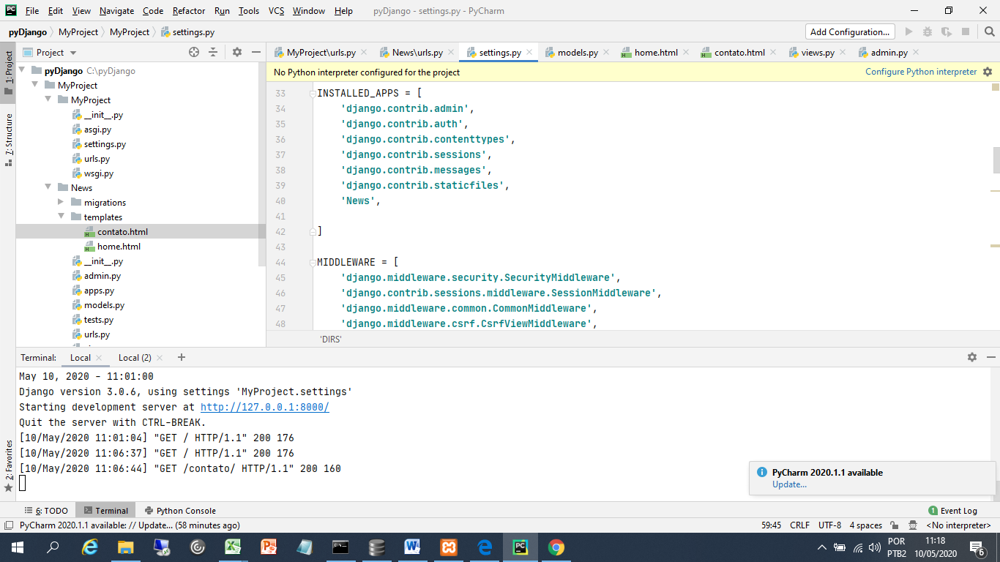 File Edit View Navigate Code Refactor Run Tools VCS Window Help pyDjango - settings.py - PyCharm
pyDjango MyProject MyProject settings.py Add Configuration...
1: Project
7: Structure
2: Favorites
Project
pyDjango C:\pyDjango
MyProject
MyProject
__init__.py
asgi.py
settings.py
urls.py
wsgi.py
News
migrations
templates
contato.html
home.html
__init__.py
admin.py
apps.py
models.py
tests.py
urls.py
MyProject\urls.py News\urls.py settings.py models.py home.html contato.html views.py admin.py
No Python interpreter configured for the project Configure Python interpreter
33 INSTALLED_APPS = [
34 'django.contrib.admin',
35 'django.contrib.auth',
36 'django.contrib.contenttypes',
37 'django.contrib.sessions',
38 'django.contrib.messages',
39 'django.contrib.staticfiles',
40 'News',
41
42 ]
43
44 MIDDLEWARE = [
45 'django.middleware.security.SecurityMiddleware',
46 'django.contrib.sessions.middleware.SessionMiddleware',
47 'django.middleware.common.CommonMiddleware',
48 'django.middleware.csrf.CsrfViewMiddleware',
'DIRS'
Terminal: Local Local (2)
May 10, 2020 - 11:01:00
Django version 3.0.6, using settings 'MyProject.settings'
Starting development server at http://127.0.0.1:8000/
Quit the server with CTRL-BREAK.
[10/May/2020 11:01:04] "GET / HTTP/1.1" 200 176
[10/May/2020 11:06:37] "GET / HTTP/1.1" 200 176
[10/May/2020 11:06:44] "GET /contato/ HTTP/1.1" 200 160
PyCharm 2020.1.1 available
Update...
6: TODO Terminal Python Console 1 Event Log
PyCharm 2020.1.1 available: // Update... (58 minutes ago) 59:45 CRLF UTF-8 4 spaces <No interpreter>
POR 11:18
PTB2 10/05/2020 6